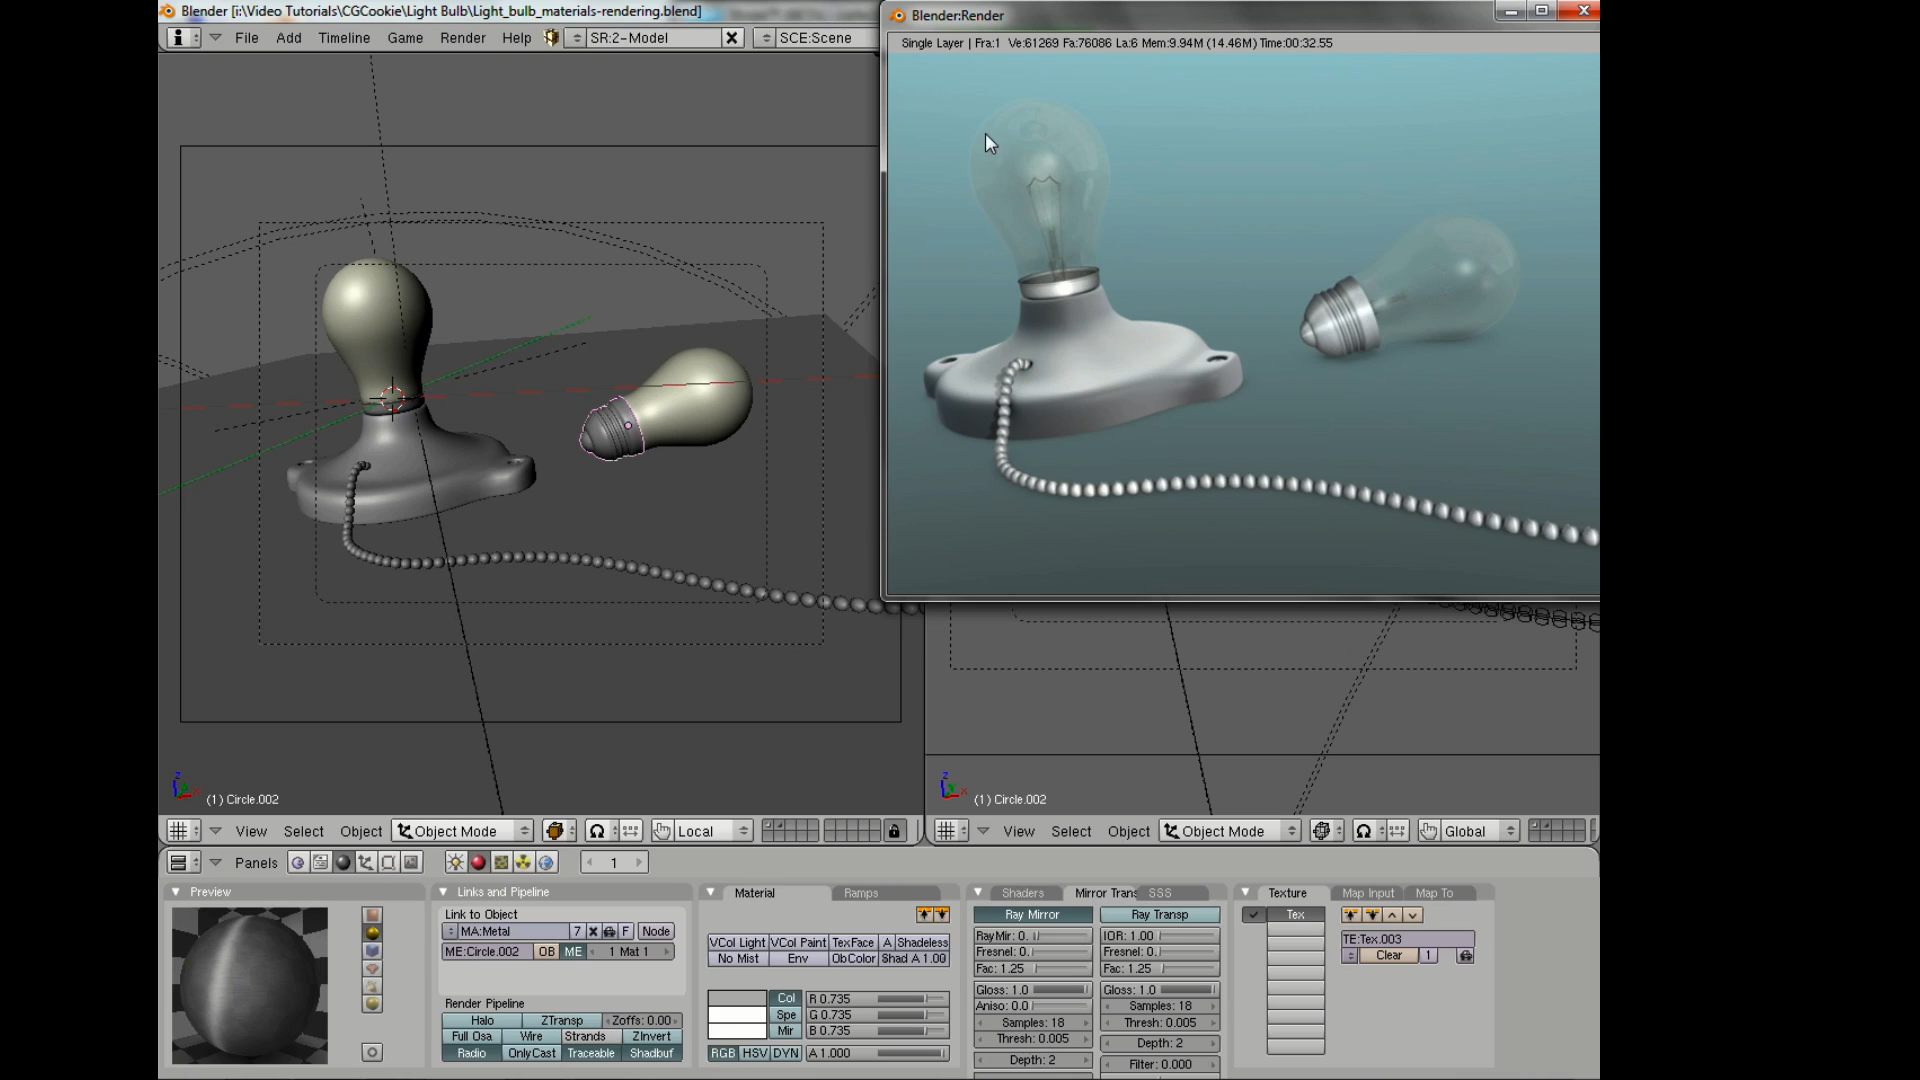 Blender [i:\Video Tutorials\CGCookie\Light Bulb\Light_bulb_materials-rendering.blend]
Blender:Render
File Add Timeline Game Render Help SR:2-Model SCE:Scene
Single Layer | Fra:1 Ve:61269 Fa:76086 La:6 Mem:9.94M (14.46M) Time:00:32.55
(1) Circle.002
(1) Circle.002
View Select Object Object Mode Local
View Select Object Object Mode Global
Panels 1
Preview
Links and Pipeline
Link to Object
MA:Metal 7 F Node
ME:Circle.002 OB ME 1 Mat 1
Render Pipeline
Halo ZTransp Zoffs: 0.00
Full Osa Wire Strands ZInvert
Radio OnlyCast Traceable Shadbuf
Material Ramps
VCol Light VCol Paint TexFace A Shadeless
No Mist Env ObColor Shad A 1.00
Col R 0.735
Spe G 0.735
Mir B 0.735
RGB HSV DYN A 1.000
Shaders Mirror Trans SSS
Ray Mirror Ray Transp
RayMir: 0. IOR: 1.00
Fresnel: 0. Fresnel: 0.
Fac: 1.25 Fac: 1.25
Gloss: 1.0 Gloss: 1.0
Aniso: 0.0 Samples: 18
Samples: 18 Thresh: 0.005
Thresh: 0.005 Depth: 2
Depth: 2 Filter: 0.000
Texture Map Input Map To
Tex
TE:Tex.003
Clear 1